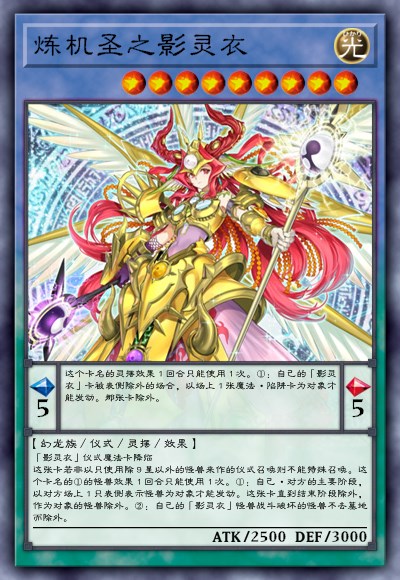 炼机圣之影灵衣
ひかり
光
这个卡名的灵摆效果1回合只能使用1次。①：自己的「影灵
衣」卡被表侧除外的场合，以场上1张魔法·陷阱卡为对象才
能发动。那张卡除外。
5
5
【幻龙族／仪式／灵摆／效果】
「影灵衣」仪式魔法卡降临
这张卡若非以只使用除9星以外的怪兽来作的仪式召唤则不能特殊召唤。这
个卡名的①的怪兽效果1回合只能使用1次。①：自己·对方的主要阶段，
以对方场上1只表侧表示怪兽为对象才能发动。这张卡直到结束阶段除外，
作为对象的怪兽除外。②：自己的「影灵衣」怪兽战斗破坏的怪兽不去墓地
而除外。
ATK/2500 DEF/3000